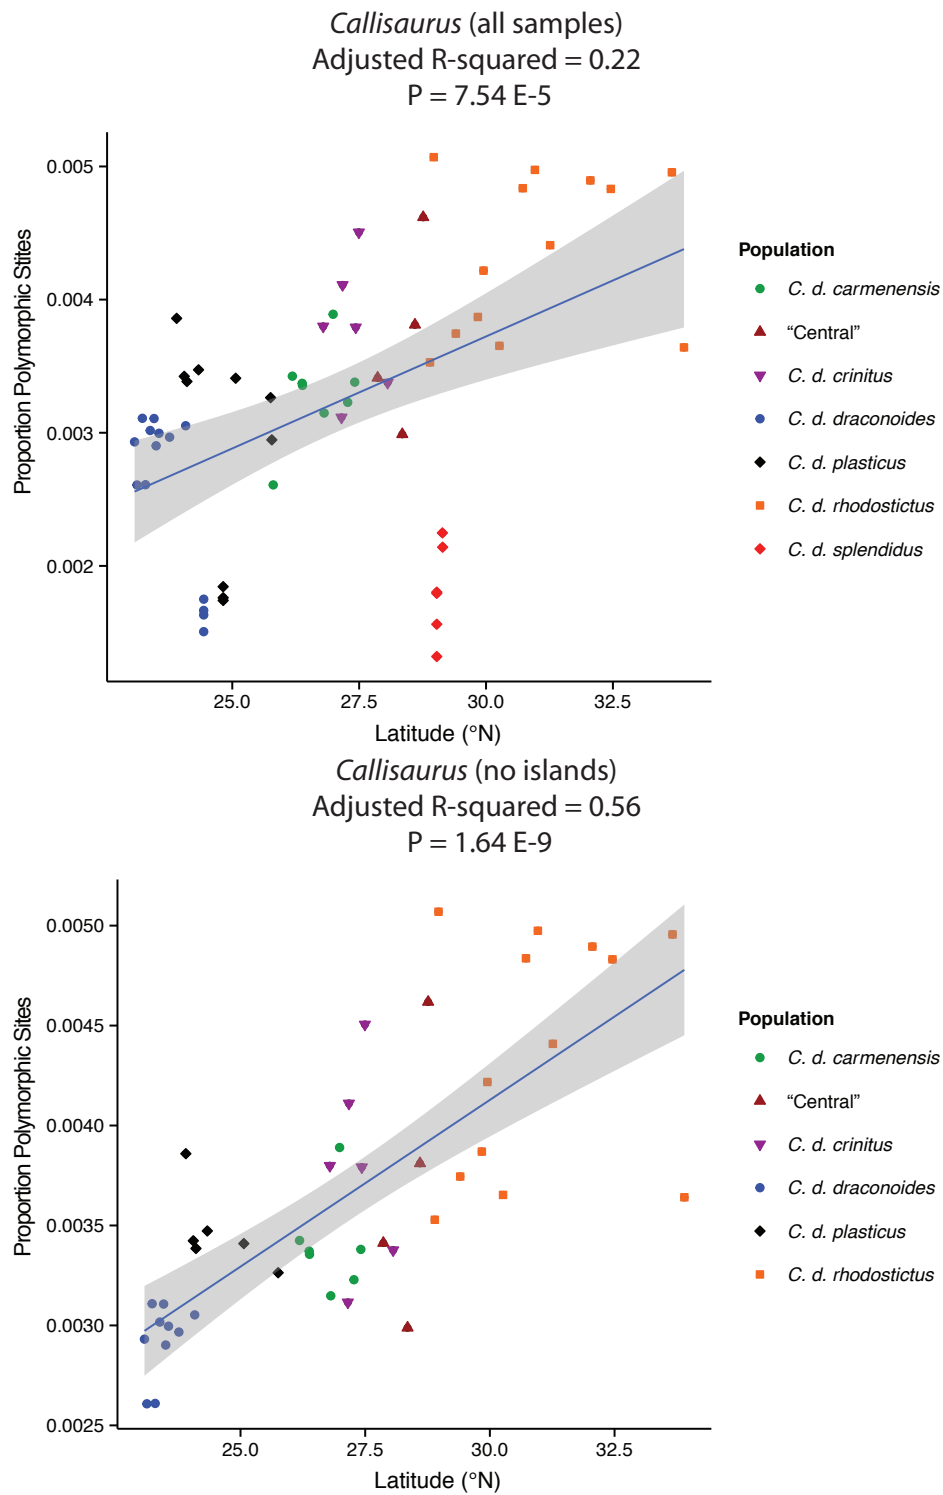 Callisaurus (all samples)
Adjusted R-squared = 0.22
P = 7.54 E-5
0.005
0.004
0.003
0.002
Proportion Polymorphic Stites
25.0
27.5
30.0
32.5
Latitude (°N)
Population
C. d. carmenensis
“Central”
C. d. crinitus
C. d. draconoides
C. d. plasticus
C. d. rhodostictus
C. d. splendidus
Callisaurus (no islands)
Adjusted R-squared = 0.56
P = 1.64 E-9
0.0050
0.0045
0.0040
0.0035
0.0030
0.0025
Proportion Polymorphic Sites
25.0
27.5
30.0
32.5
Latitude (°N)
Population
C. d. carmenensis
“Central”
C. d. crinitus
C. d. draconoides
C. d. plasticus
C. d. rhodostictus